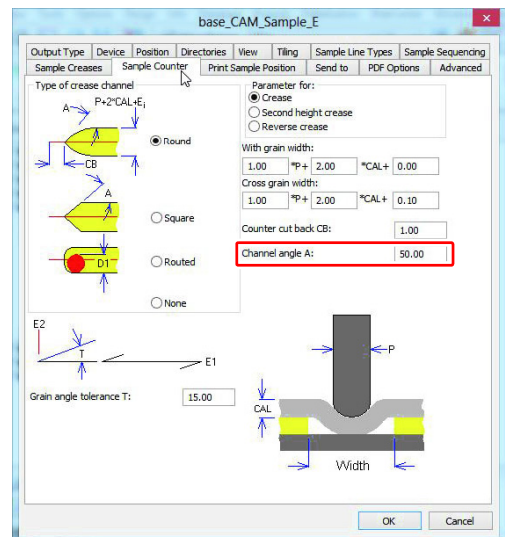 base_CAM_Sample_E
Output Type Device Position Directories View Tiling Sample Line Types Sample Sequencing
Sample Creases Sample Counter Print Sample Position Send to PDF Options Advanced
Type of crease channel
P+2*CAL+Ei
A
CB
Round
A
Square
D1
Routed
None
Parameter for:
Crease
Second height crease
Reverse crease
With grain width:
1.00 *P+ 2.00 *CAL+ 0.00
Cross grain width:
1.00 *P+ 2.00 *CAL+ 0.10
Counter cut back CB: 1.00
Channel angle A: 50.00
E2
T
E1
Grain angle tolerance T: 15.00
P
CAL
Width
OK Cancel